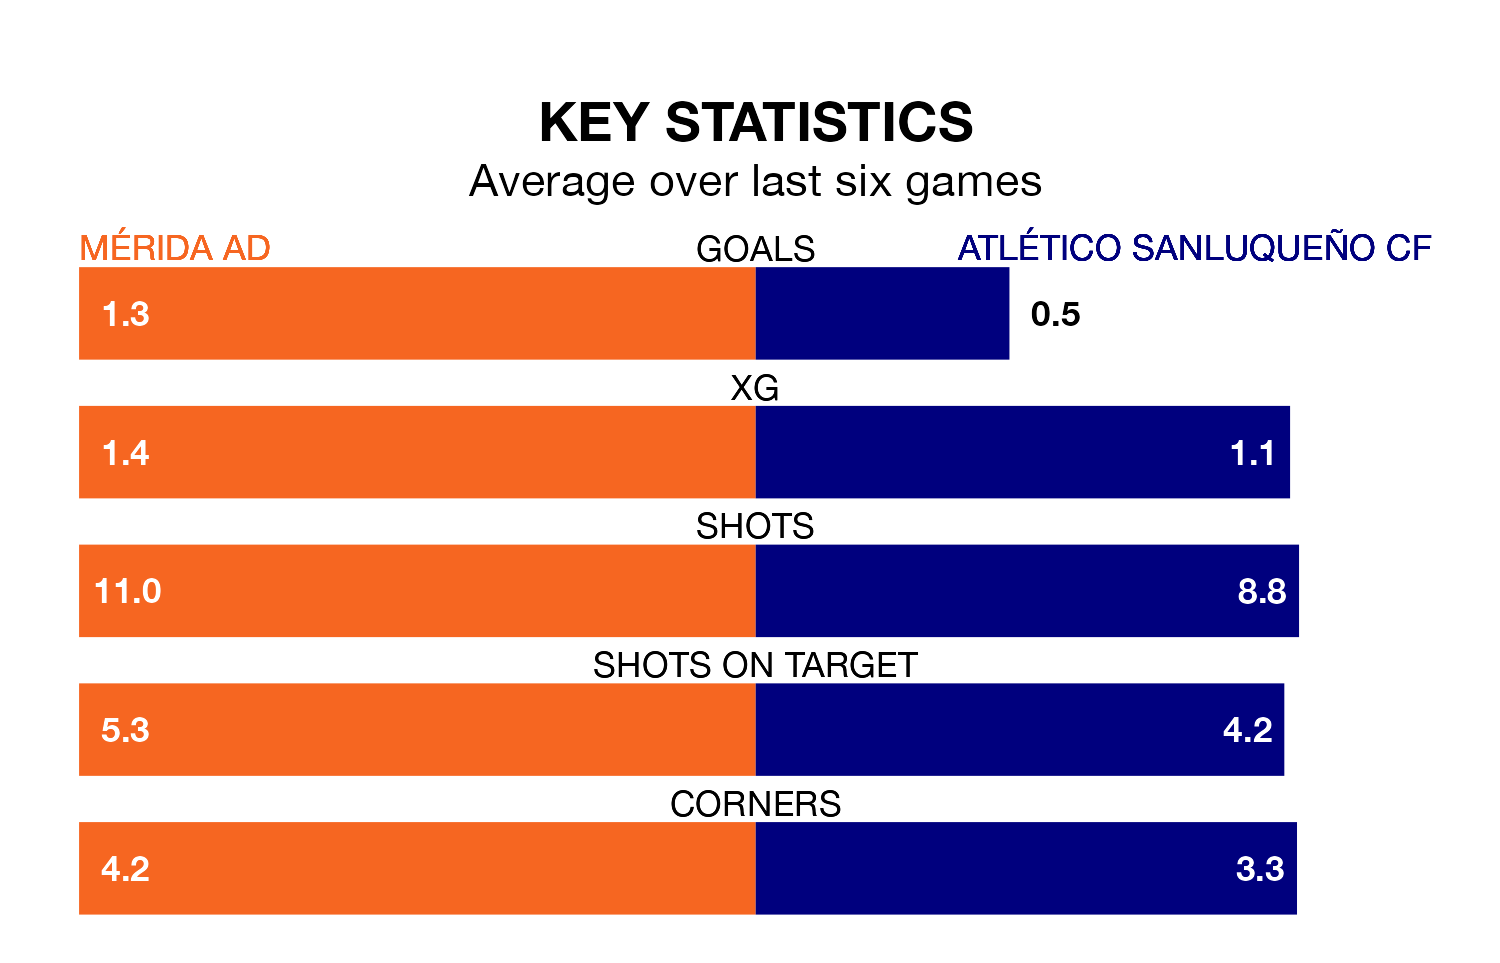 KEY STATISTICS
Average over last six games
MÉRIDA AD GOALS ATLÉTICO SANLUQUEÑO CF
1.3 0.5
XG
1.4 1.1
SHOTS
11.0 8.8
SHOTS ON TARGET
5.3 4.2
CORNERS
4.2 3.3